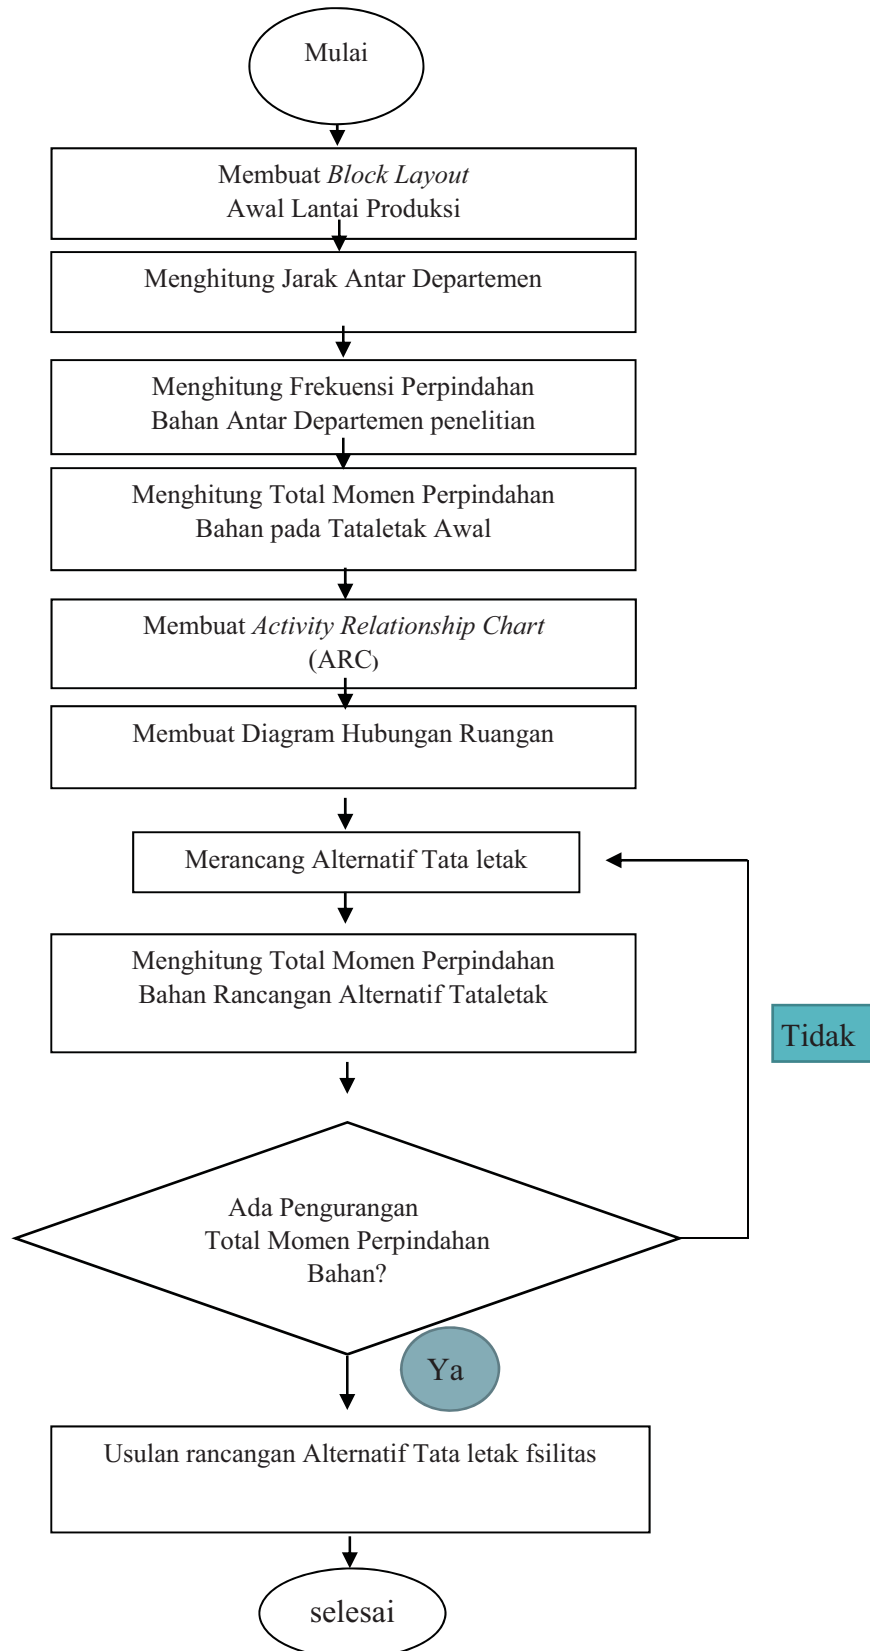 Mulai
Membuat Block Layout
Awal Lantai Produksi
Menghitung Jarak Antar Departemen
Menghitung Frekuensi Perpindahan
Bahan Antar Departemen penelitian
Menghitung Total Momen Perpindahan
Bahan pada Tataletak Awal
Membuat Activity Relationship Chart
(ARC)
Membuat Diagram Hubungan Ruangan
Merancang Alternatif Tata letak
Menghitung Total Momen Perpindahan
Bahan Rancangan Alternatif Tataletak
Tidak
Ada Pengurangan
Total Momen Perpindahan
Bahan?
Ya
Usulan rancangan Alternatif Tata letak fsilitas
selesai